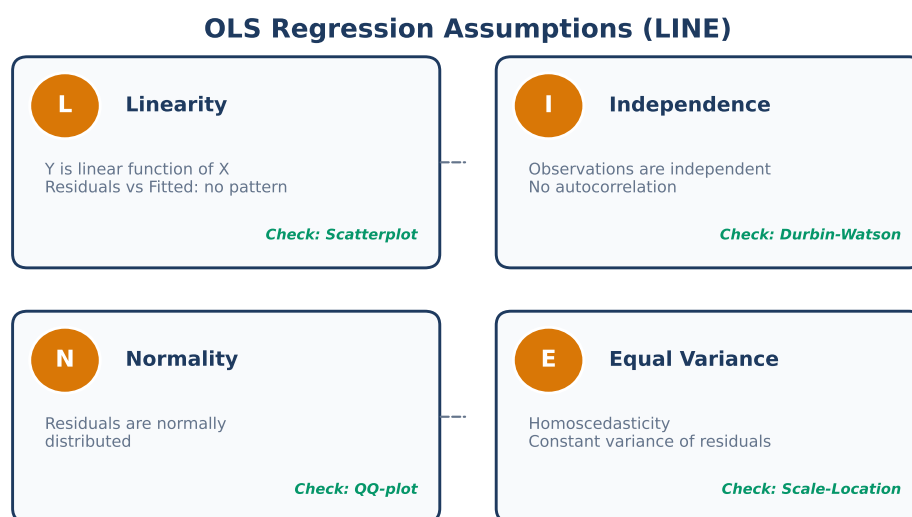 OLS Regression Assumptions (LINE)
L
Linearity
Y is linear function of X
Residuals vs Fitted: no pattern
Check: Scatterplot
I
Independence
Observations are independent
No autocorrelation
Check: Durbin-Watson
N
Normality
Residuals are normally
distributed
Check: QQ-plot
E
Equal Variance
Homoscedasticity
Constant variance of residuals
Check: Scale-Location